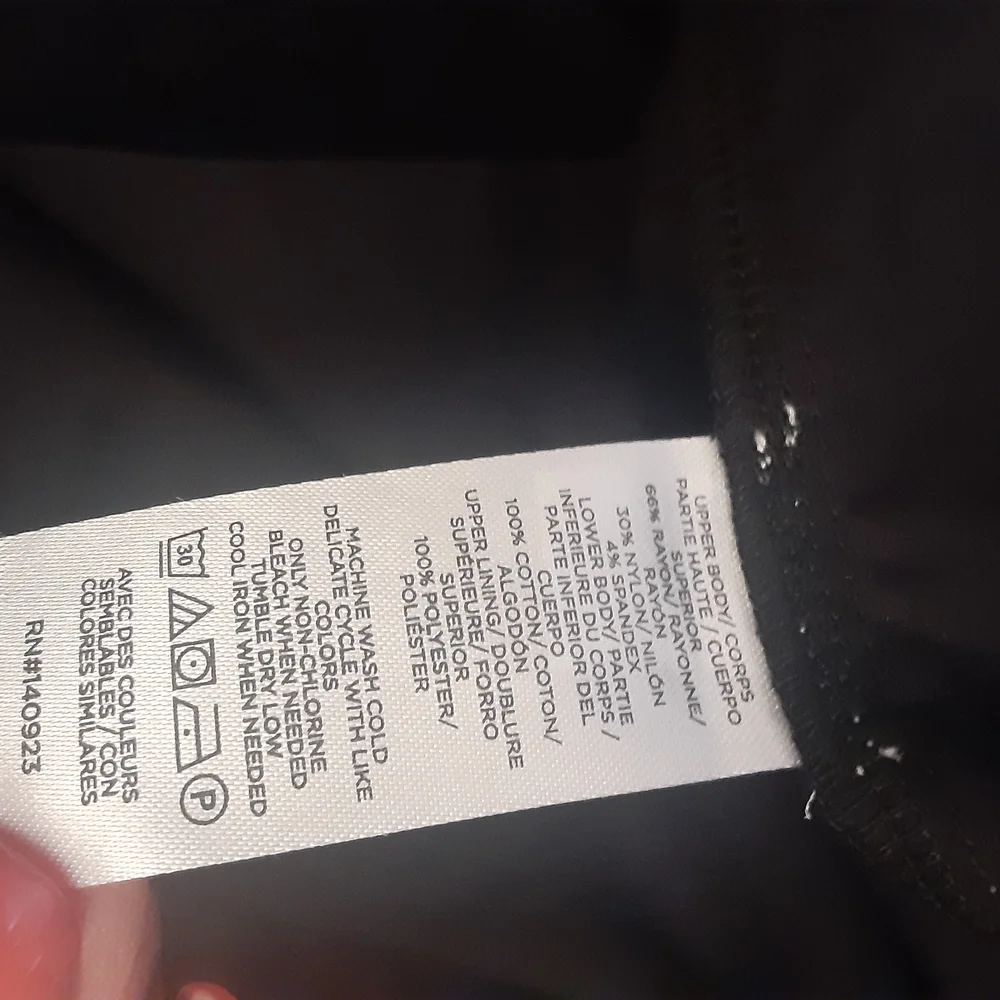 UPPER BODY/ CORPS
PARTIE HAUTE / CUERPO
SUPERIOR
66% RAYON/ RAYONNE/
RAYÓN
30% NYLON/ NILÓN
4% SPANDEX
LOWER BODY/ PARTIE
INFERIEURE DU CORPS /
PARTE INFERIOR DEL
CUERPO
100% COTTON/ COTON/
ALGODÓN
UPPER LINING/ DOUBLURE
SUPÉRIEURE/ FORRO
SUPERIOR
100% POLYESTER/
POLIÉSTER
MACHINE WASH COLD
DELICATE CYCLE WITH LIKE
COLORS
ONLY NON-CHLORINE
BLEACH WHEN NEEDED
TUMBLE DRY LOW
COOL IRON WHEN NEEDED
30 P
AVEC DES COULEURS
SEMBLABLES / CON
COLORES SIMILARES
RN#140923